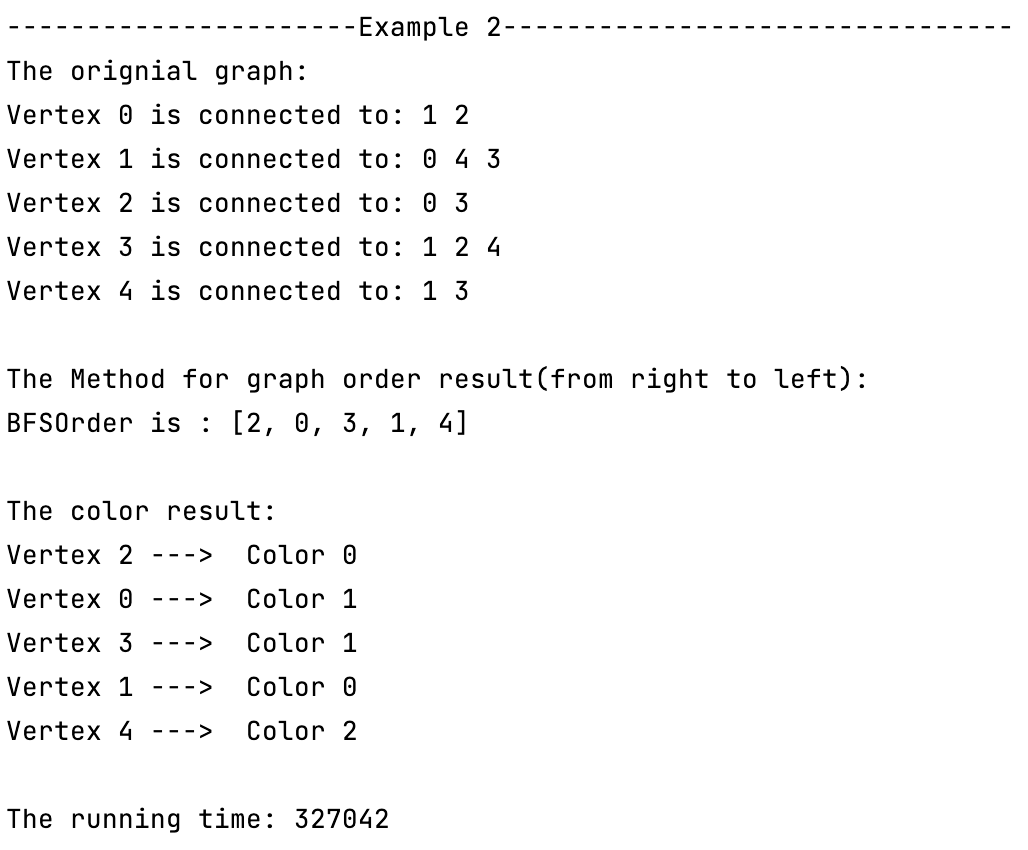 ----------------------Example 2--------------------------------
The orignial graph:
Vertex 0 is connected to: 1 2
Vertex 1 is connected to: 0 4 3
Vertex 2 is connected to: 0 3
Vertex 3 is connected to: 1 2 4
Vertex 4 is connected to: 1 3
The Method for graph order result(from right to left):
BFSOrder is : [2, 0, 3, 1, 4]
The color result:
Vertex 2 --->  Color 0
Vertex 0 --->  Color 1
Vertex 3 --->  Color 1
Vertex 1 --->  Color 0
Vertex 4 --->  Color 2
The running time: 327042